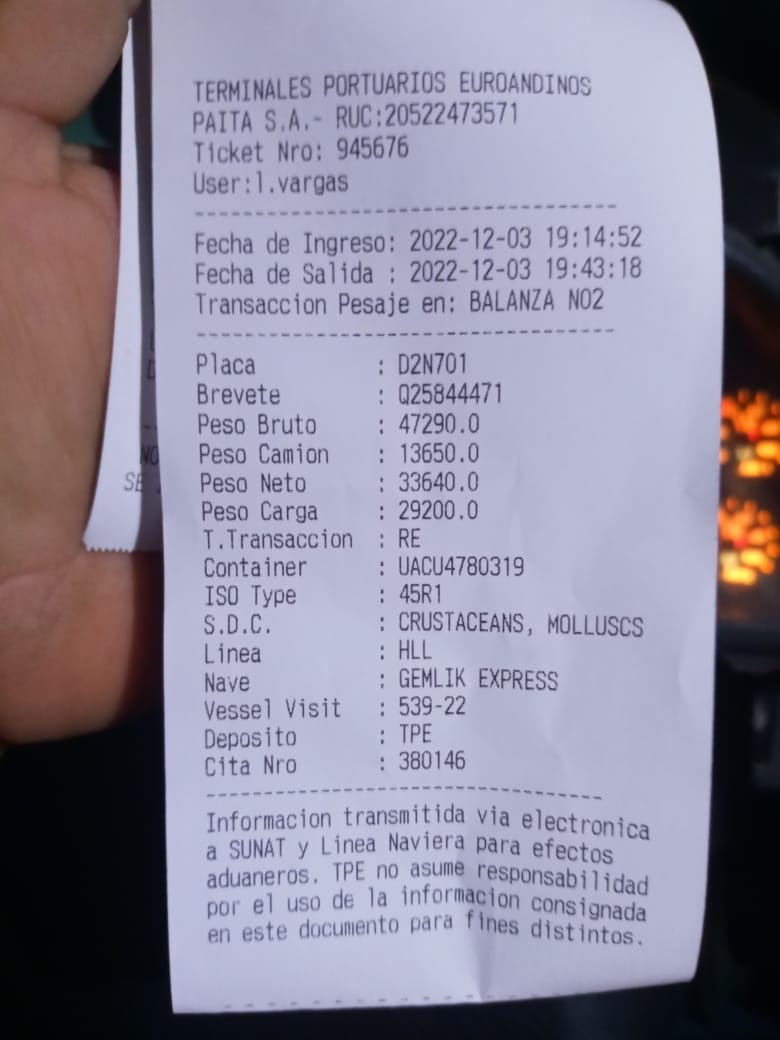 TERMINALES PORTUARIOS EUROANDINOS
PAITA S.A.- RUC:20522473571
Ticket Nro: 945676
User:l.vargas
--------------------------------
Fecha de Ingreso: 2022-12-03 19:14:52
Fecha de Salida : 2022-12-03 19:43:18
Transaccion Pesaje en: BALANZA NO2
--------------------------------
Placa : D2N701
Brevete : Q25844471
Peso Bruto : 47290.0
Peso Camion : 13650.0
Peso Neto : 33640.0
Peso Carga : 29200.0
T.Transaccion : RE
Container : UACU4780319
ISO Type : 45R1
S.D.C. : CRUSTACEANS, MOLLUSCS
Linea : HLL
Nave : GEMLIK EXPRESS
Vessel Visit : 539-22
Deposito : TPE
Cita Nro : 380146
--------------------------------
Informacion transmitida via electronica
a SUNAT y Linea Naviera para efectos
aduaneros. TPE no asume responsabilidad
por el uso de la informacion consignada
en este documento para fines distintos.
NO
SE